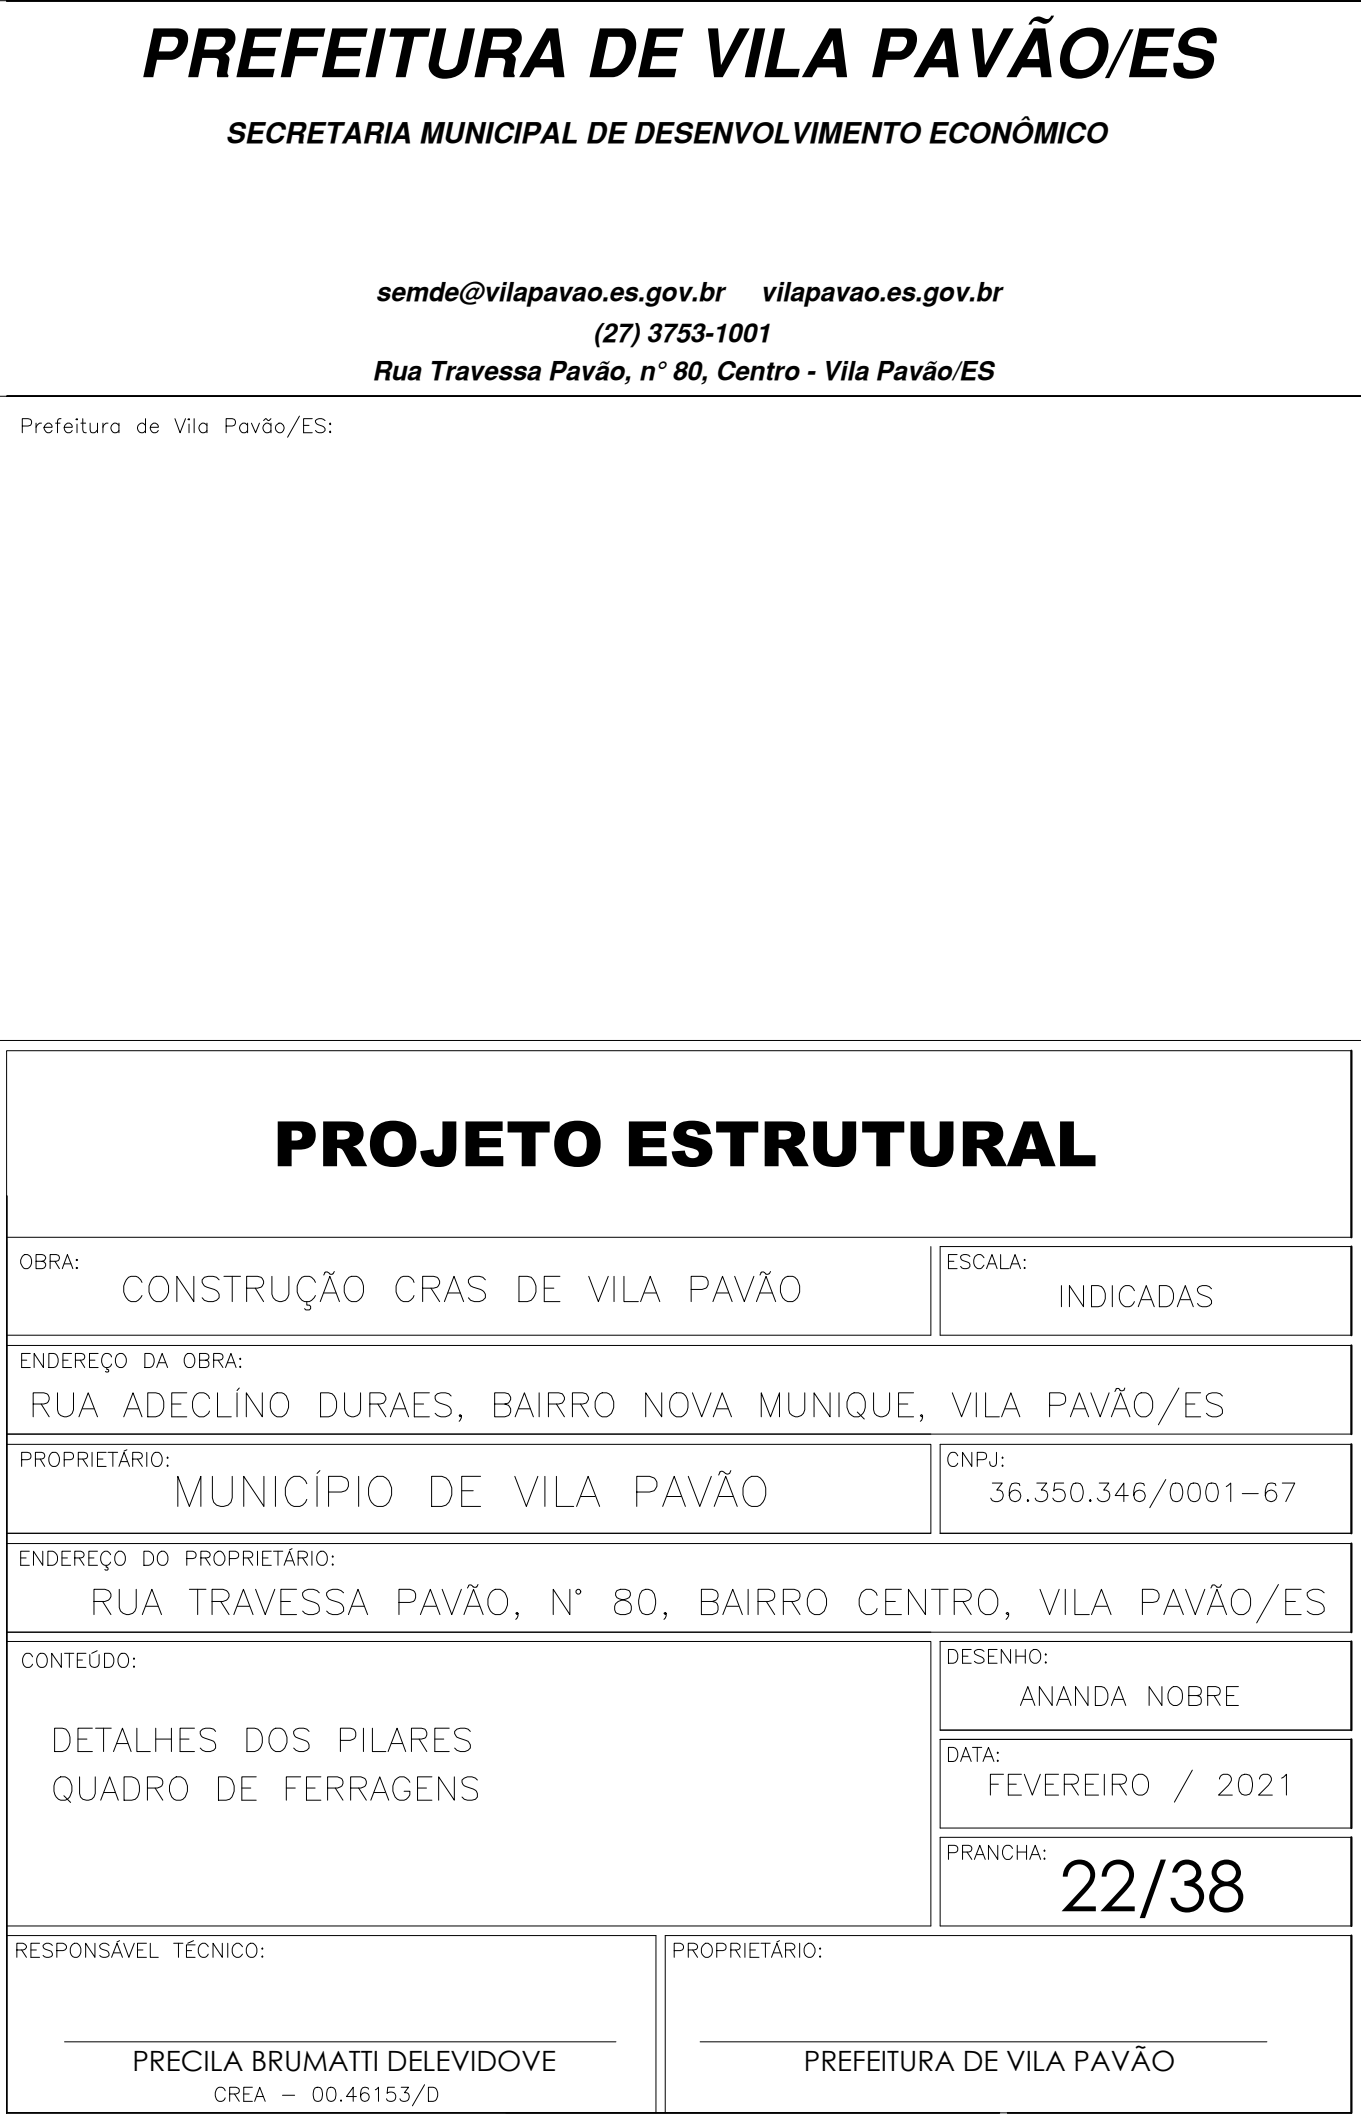 PREFEITURA DE VILA PAVÃO/ES
SECRETARIA MUNICIPAL DE DESENVOLVIMENTO ECONÔMICO
semde@vilapavao.es.gov.br vilapavao.es.gov.br
(27) 3753-1001
Rua Travessa Pavão, n° 80, Centro - Vila Pavão/ES
Prefeitura de Vila Pavão/ES:
PROJETO ESTRUTURAL
OBRA:
CONSTRUÇÃO CRAS DE VILA PAVÃO
ESCALA:
INDICADAS
ENDEREÇO DA OBRA:
RUA ADECLÍNO DURAES, BAIRRO NOVA MUNIQUE, VILA PAVÃO/ES
PROPRIETÁRIO:
MUNICÍPIO DE VILA PAVÃO
CNPJ:
36.350.346/0001-67
ENDEREÇO DO PROPRIETÁRIO:
RUA TRAVESSA PAVÃO, N° 80, BAIRRO CENTRO, VILA PAVÃO/ES
CONTEÚDO:
DETALHES DOS PILARES
QUADRO DE FERRAGENS
DESENHO:
ANANDA NOBRE
DATA:
FEVEREIRO / 2021
PRANCHA:
22/38
RESPONSÁVEL TÉCNICO:
PRECILA BRUMATTI DELEVIDOVE
CREA - 00.46153/D
PROPRIETÁRIO:
PREFEITURA DE VILA PAVÃO